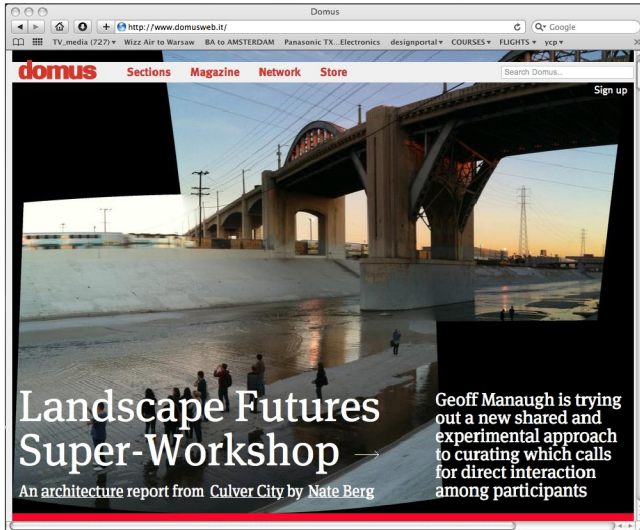 Domus
http://www.domusweb.it/
Google
TV_media (727) Wizz Air to Warsaw BA to AMSTERDAM Panasonic TX...Electronics designportal COURSES FLIGHTS ycp
domus Sections Magazine Network Store Search Domus...
Sign up
Landscape Futures
Super-Workshop →
An architecture report from Culver City by Nate Berg
Geoff Manaugh is trying
out a new shared and
experimental approach
to curating which calls
for direct interaction
among participants